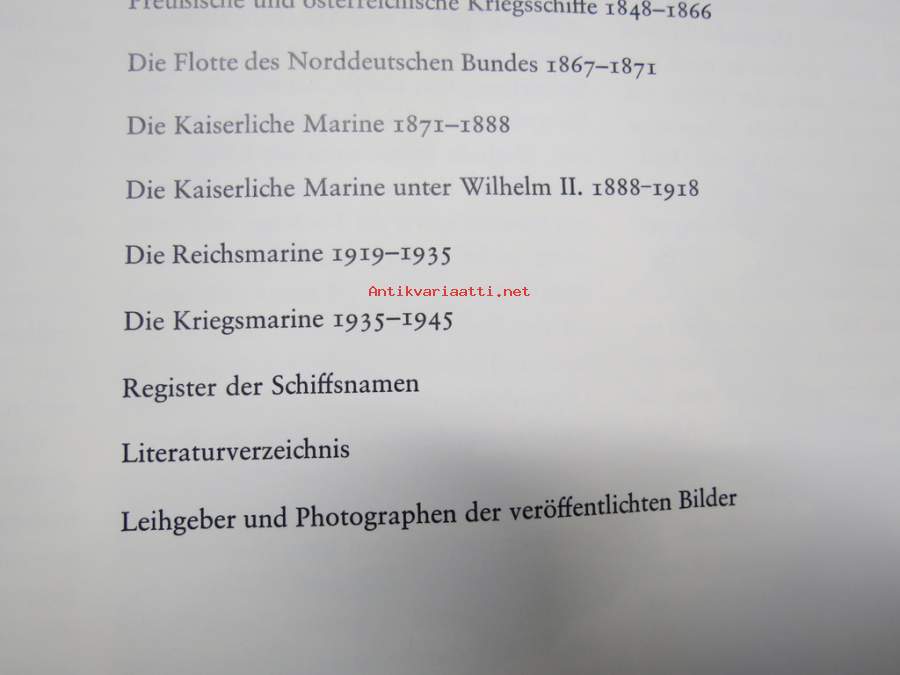 Preußische und österreichische Kriegsschiffe 1848–1866
Die Flotte des Norddeutschen Bundes 1867–1871
Die Kaiserliche Marine 1871–1888
Die Kaiserliche Marine unter Wilhelm II. 1888–1918
Die Reichsmarine 1919–1935
Antikvariaatti.net
Die Kriegsmarine 1935–1945
Register der Schiffsnamen
Literaturverzeichnis
Leihgeber und Photographen der veröffentlichten Bilder